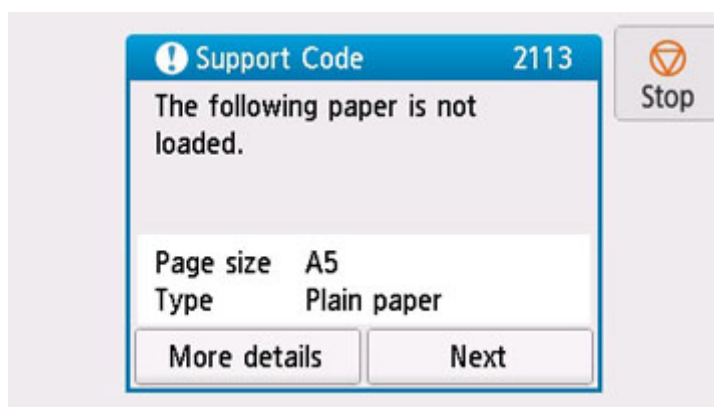 Support Code 2113
Stop
The following paper is not
loaded.
Page size A5
Type Plain paper
More details Next